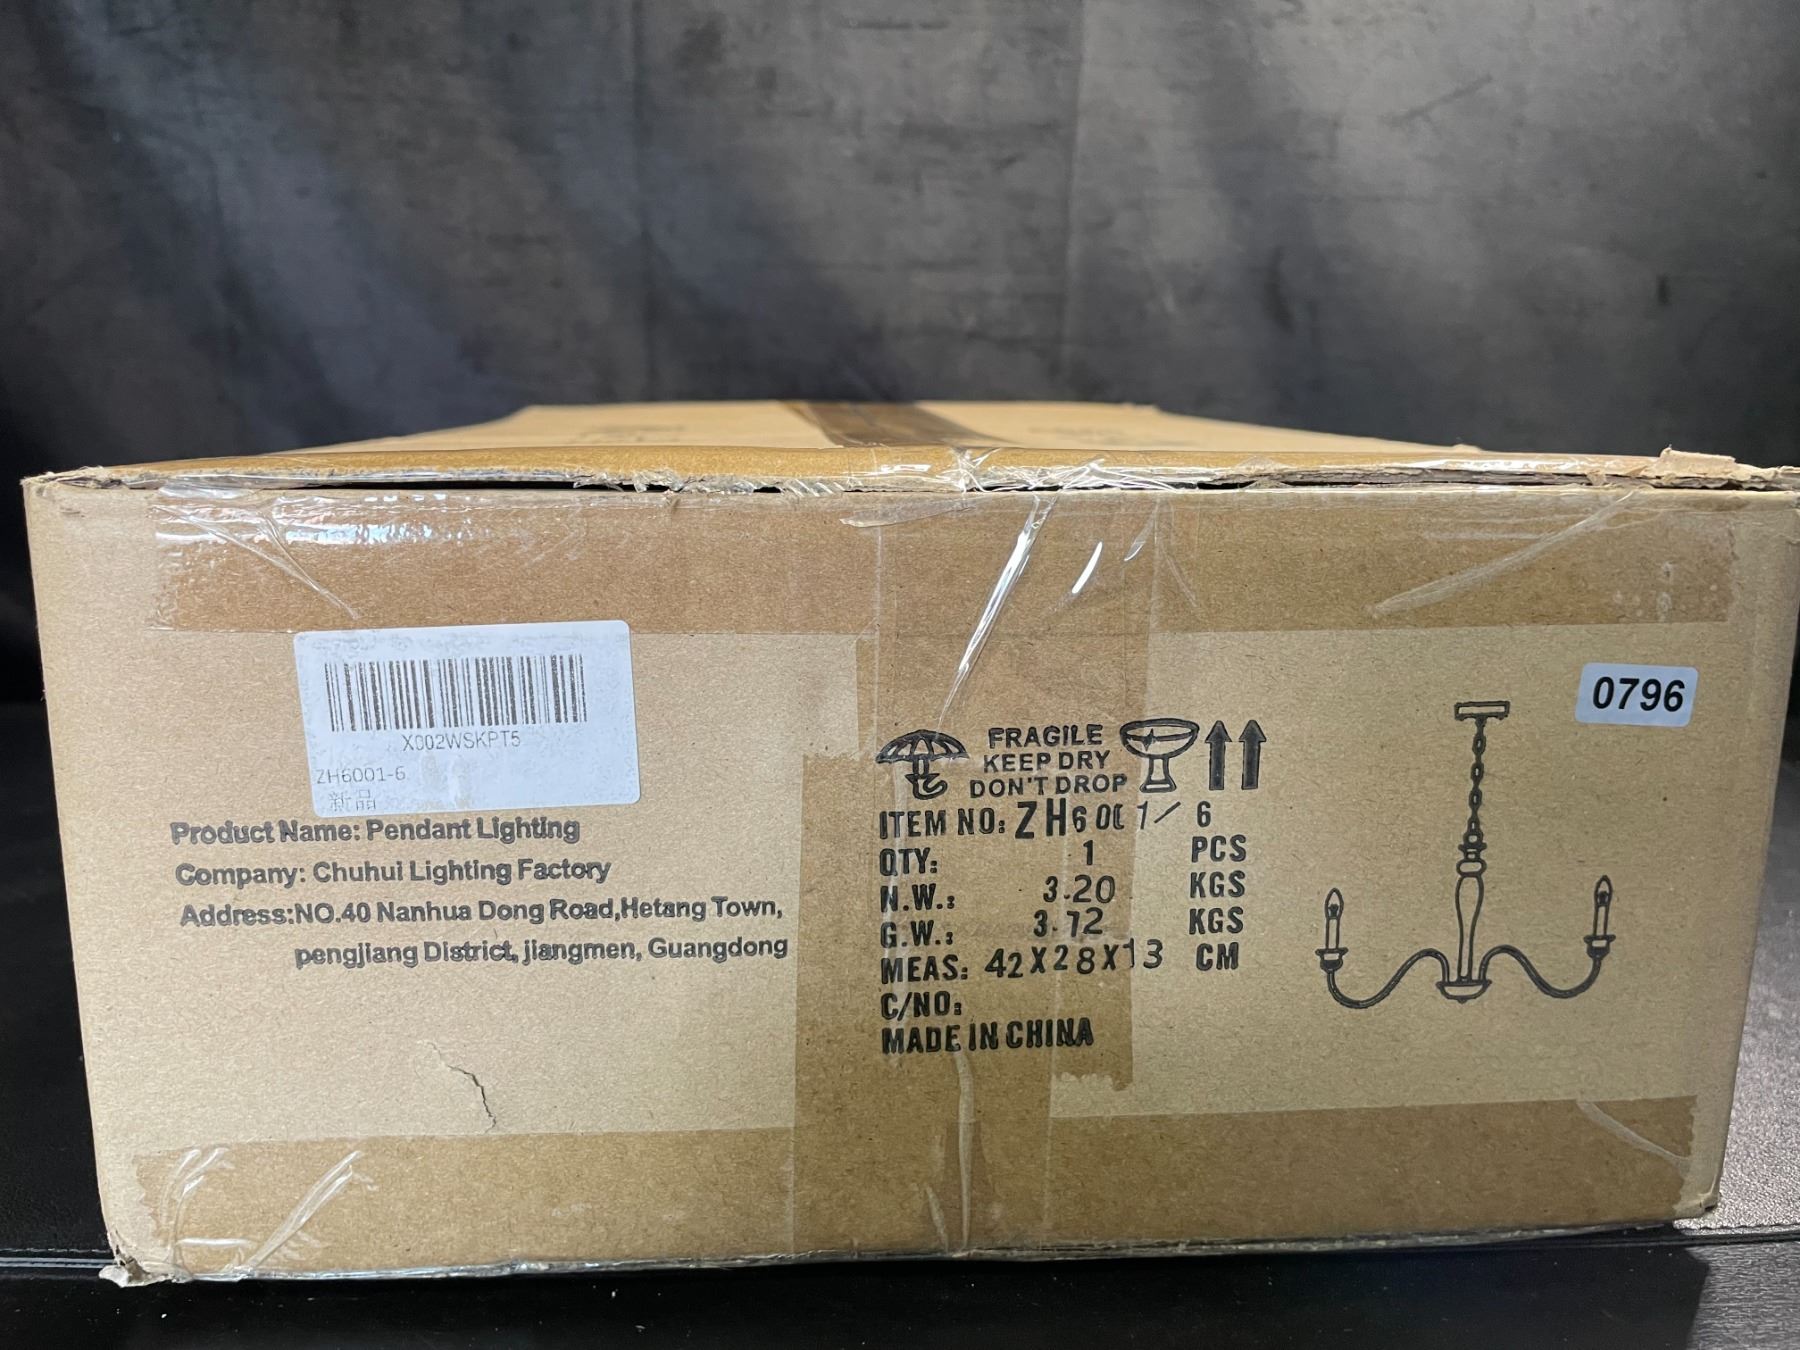 X002WSKPT5
ZH6001-6
新品
Product Name: Pendant Lighting
Company: Chuhui Lighting Factory
Address:NO.40 Nanhua Dong Road,Hetang Town,
pengjiang District, jiangmen, Guangdong
FRAGILE
KEEP DRY
DON'T DROP
ITEM NO: ZH6001/6
QTY: 1 PCS
N.W.: 3.20 KGS
G.W.: 3.72 KGS
MEAS: 42X28X13 CM
C/NO:
MADE IN CHINA
0796